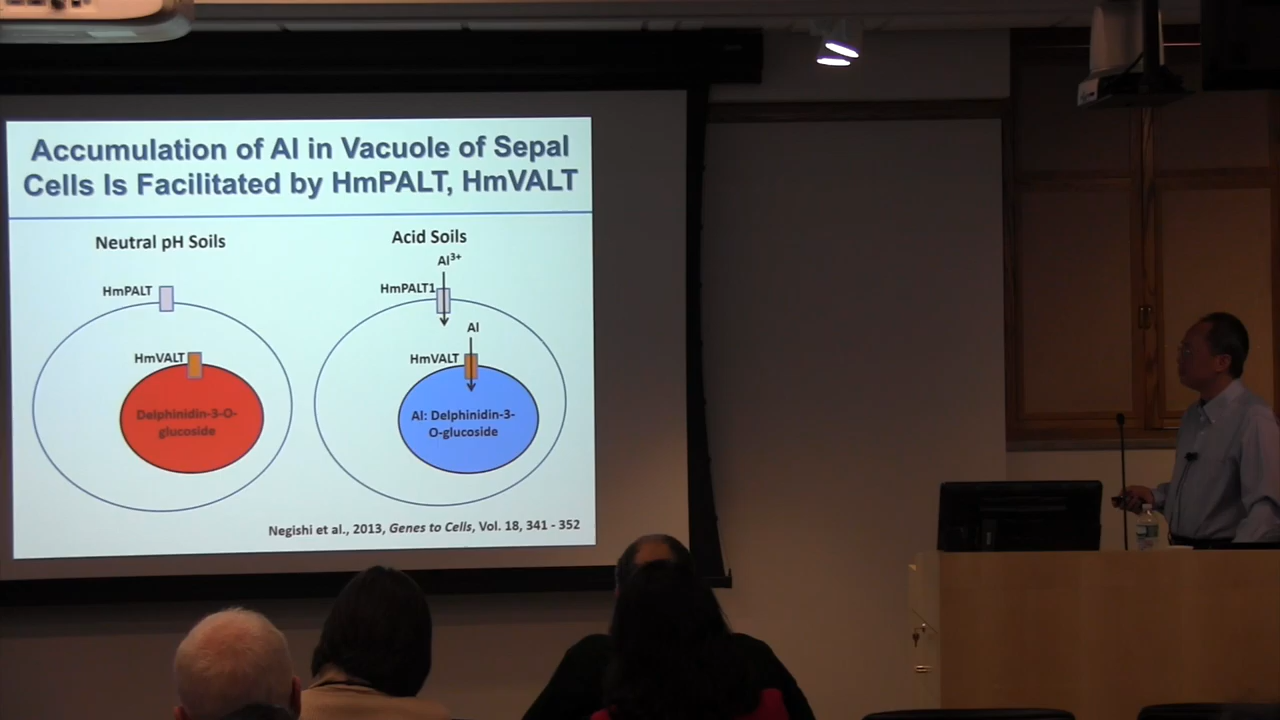 Accumulation of Al in Vacuole of Sepal
Cells Is Facilitated by HmPALT, HmVALT
Neutral pH Soils
Acid Soils
Al3+
HmPALT
HmPALT1
Al
HmVALT
HmVALT
Delphinidin-3-O-
glucoside
Al: Delphinidin-3-
O-glucoside
Negishi et al., 2013, Genes to Cells, Vol. 18, 341 - 352